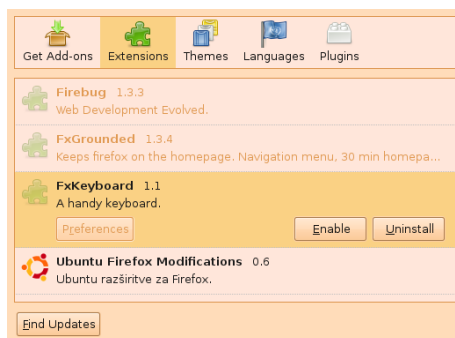 Get Add-ons Extensions Themes Languages Plugins
Firebug 1.3.3
Web Development Evolved.
FxGrounded 1.3.4
Keeps firefox on the homepage. Navigation menu, 30 min homepa...
FxKeyboard 1.1
A handy keyboard.
Preferences Enable Uninstall
Ubuntu Firefox Modifications 0.6
Ubuntu razširitve za Firefox.
Find Updates